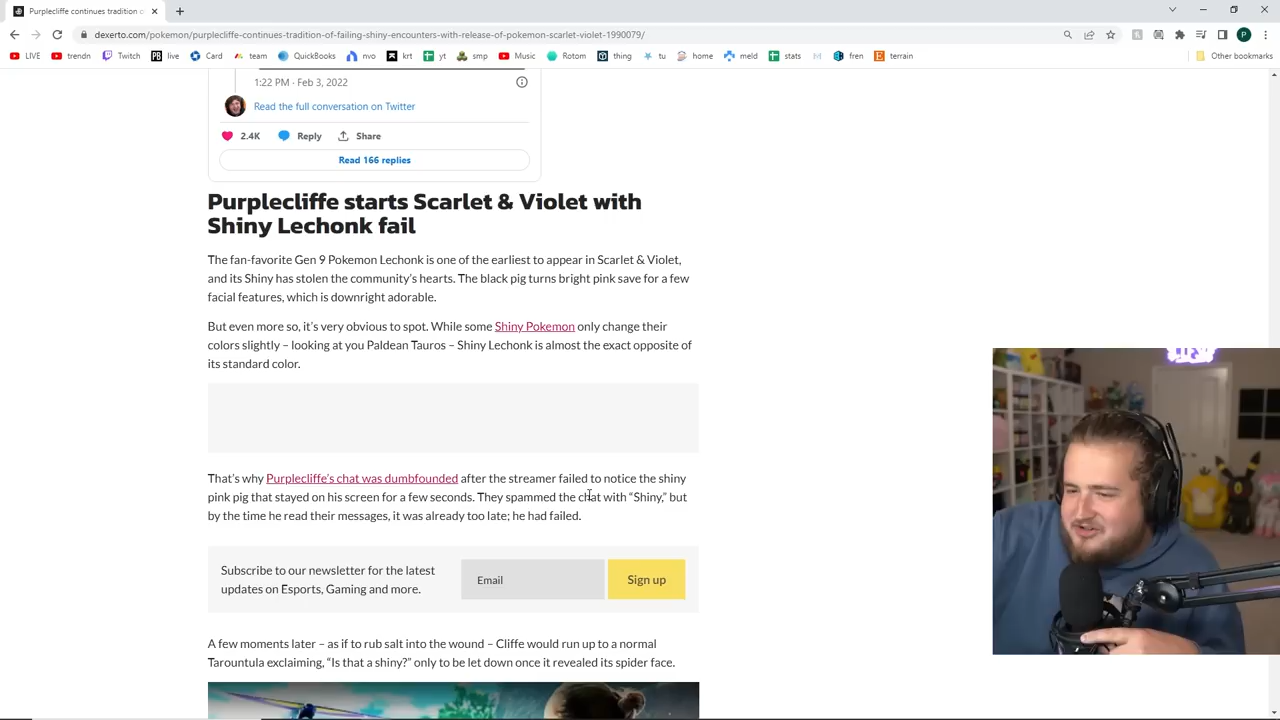 Purplecliffe continues tradition o
dexerto.com/pokemon/purplecliffe-continues-tradition-of-failing-shiny-encounters-with-release-of-pokemon-scarlet-violet-1990079/
P
LIVE trendn Twitch live Card team QuickBooks nvo krt yt smp Music Rotom thing tu home meld stats fren terrain Other bookmarks
1:22 PM · Feb 3, 2022
Read the full conversation on Twitter
2.4K Reply Share
Read 166 replies
Purplecliffe starts Scarlet & Violet with
Shiny Lechonk fail
The fan-favorite Gen 9 Pokemon Lechonk is one of the earliest to appear in Scarlet & Violet,
and its Shiny has stolen the community's hearts. The black pig turns bright pink save for a few
facial features, which is downright adorable.
But even more so, it's very obvious to spot. While some Shiny Pokemon only change their
colors slightly – looking at you Paldean Tauros – Shiny Lechonk is almost the exact opposite of
its standard color.
That's why Purplecliffe's chat was dumbfounded after the streamer failed to notice the shiny
pink pig that stayed on his screen for a few seconds. They spammed the chat with “Shiny,” but
by the time he read their messages, it was already too late; he had failed.
Subscribe to our newsletter for the latest
updates on Esports, Gaming and more.
Email
Sign up
A few moments later – as if to rub salt into the wound – Cliffe would run up to a normal
Tarountula exclaiming, “Is that a shiny?” only to be let down once it revealed its spider face.